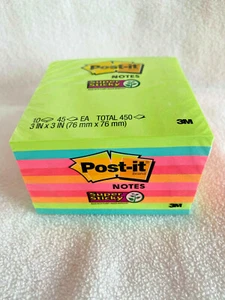 Post-it
NOTES
Super
Sticky
10 45 EA TOTAL 450
3 IN x 3 IN (76 mm x 76 mm)
3M
Post-it
NOTES
Super
Sticky
3M